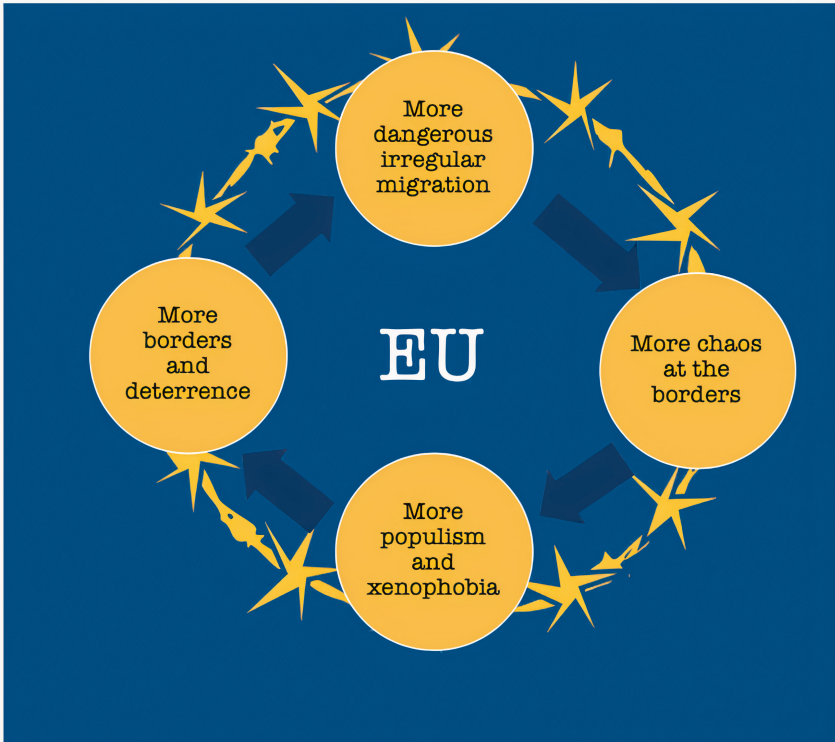 More
dangerous
irregular
migration
More
borders
and
deterrence
EU
More chaos
at the
borders
More
populism
and
xenophobia